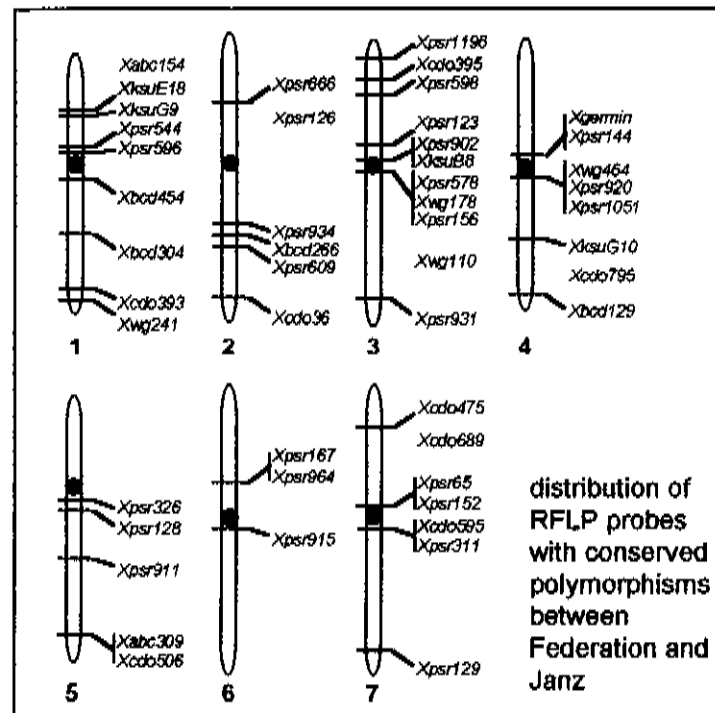 Xabc154
XksuE18
XksuG9
Xpsr544
Xpsr596
Xbcd454
Xbcd304
Xcdo393
Xwg241
1
Xpsr666
Xpsr126
Xpsr934
Xbcd266
Xpsr609
Xcdo36
2
Xpsr1196
Xcdo395
Xpsr598
Xpsr123
Xpsr902
XksuB8
Xpsr578
Xwg178
Xpsr156
Xwg110
Xpsr931
3
Xgermin
Xpsr144
Xwg464
Xpsr920
Xpsr1051
XksuG10
Xcdo795
Xbcd129
4
Xpsr326
Xpsr128
Xpsr911
Xabc309
Xcdo506
5
Xpsr167
Xpsr964
Xpsr915
6
Xcdo475
Xcdo689
Xpsr65
Xpsr152
Xcdo595
Xpsr311
Xpsr129
7
distribution of
RFLP probes
with conserved
polymorphisms
between
Federation and
Janz